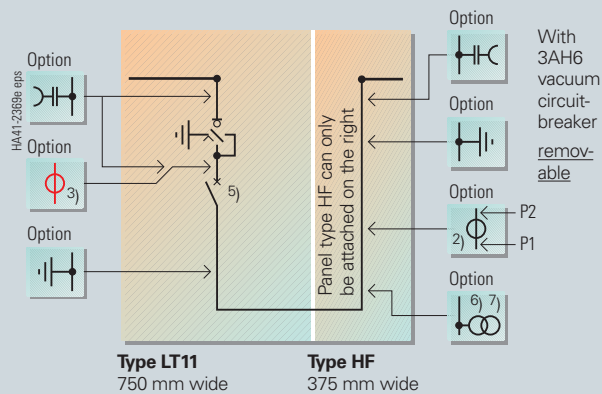 Option
HA41-2369e eps
Option
3)
Option
5)
Panel type HF can only
be attached on the right
Option
With
3AH6
vacuum
circuit-
breaker
remov-
able
Option
Option
2)
P2
P1
Option
6) 7)
Type LT11
750 mm wide
Type HF
375 mm wide